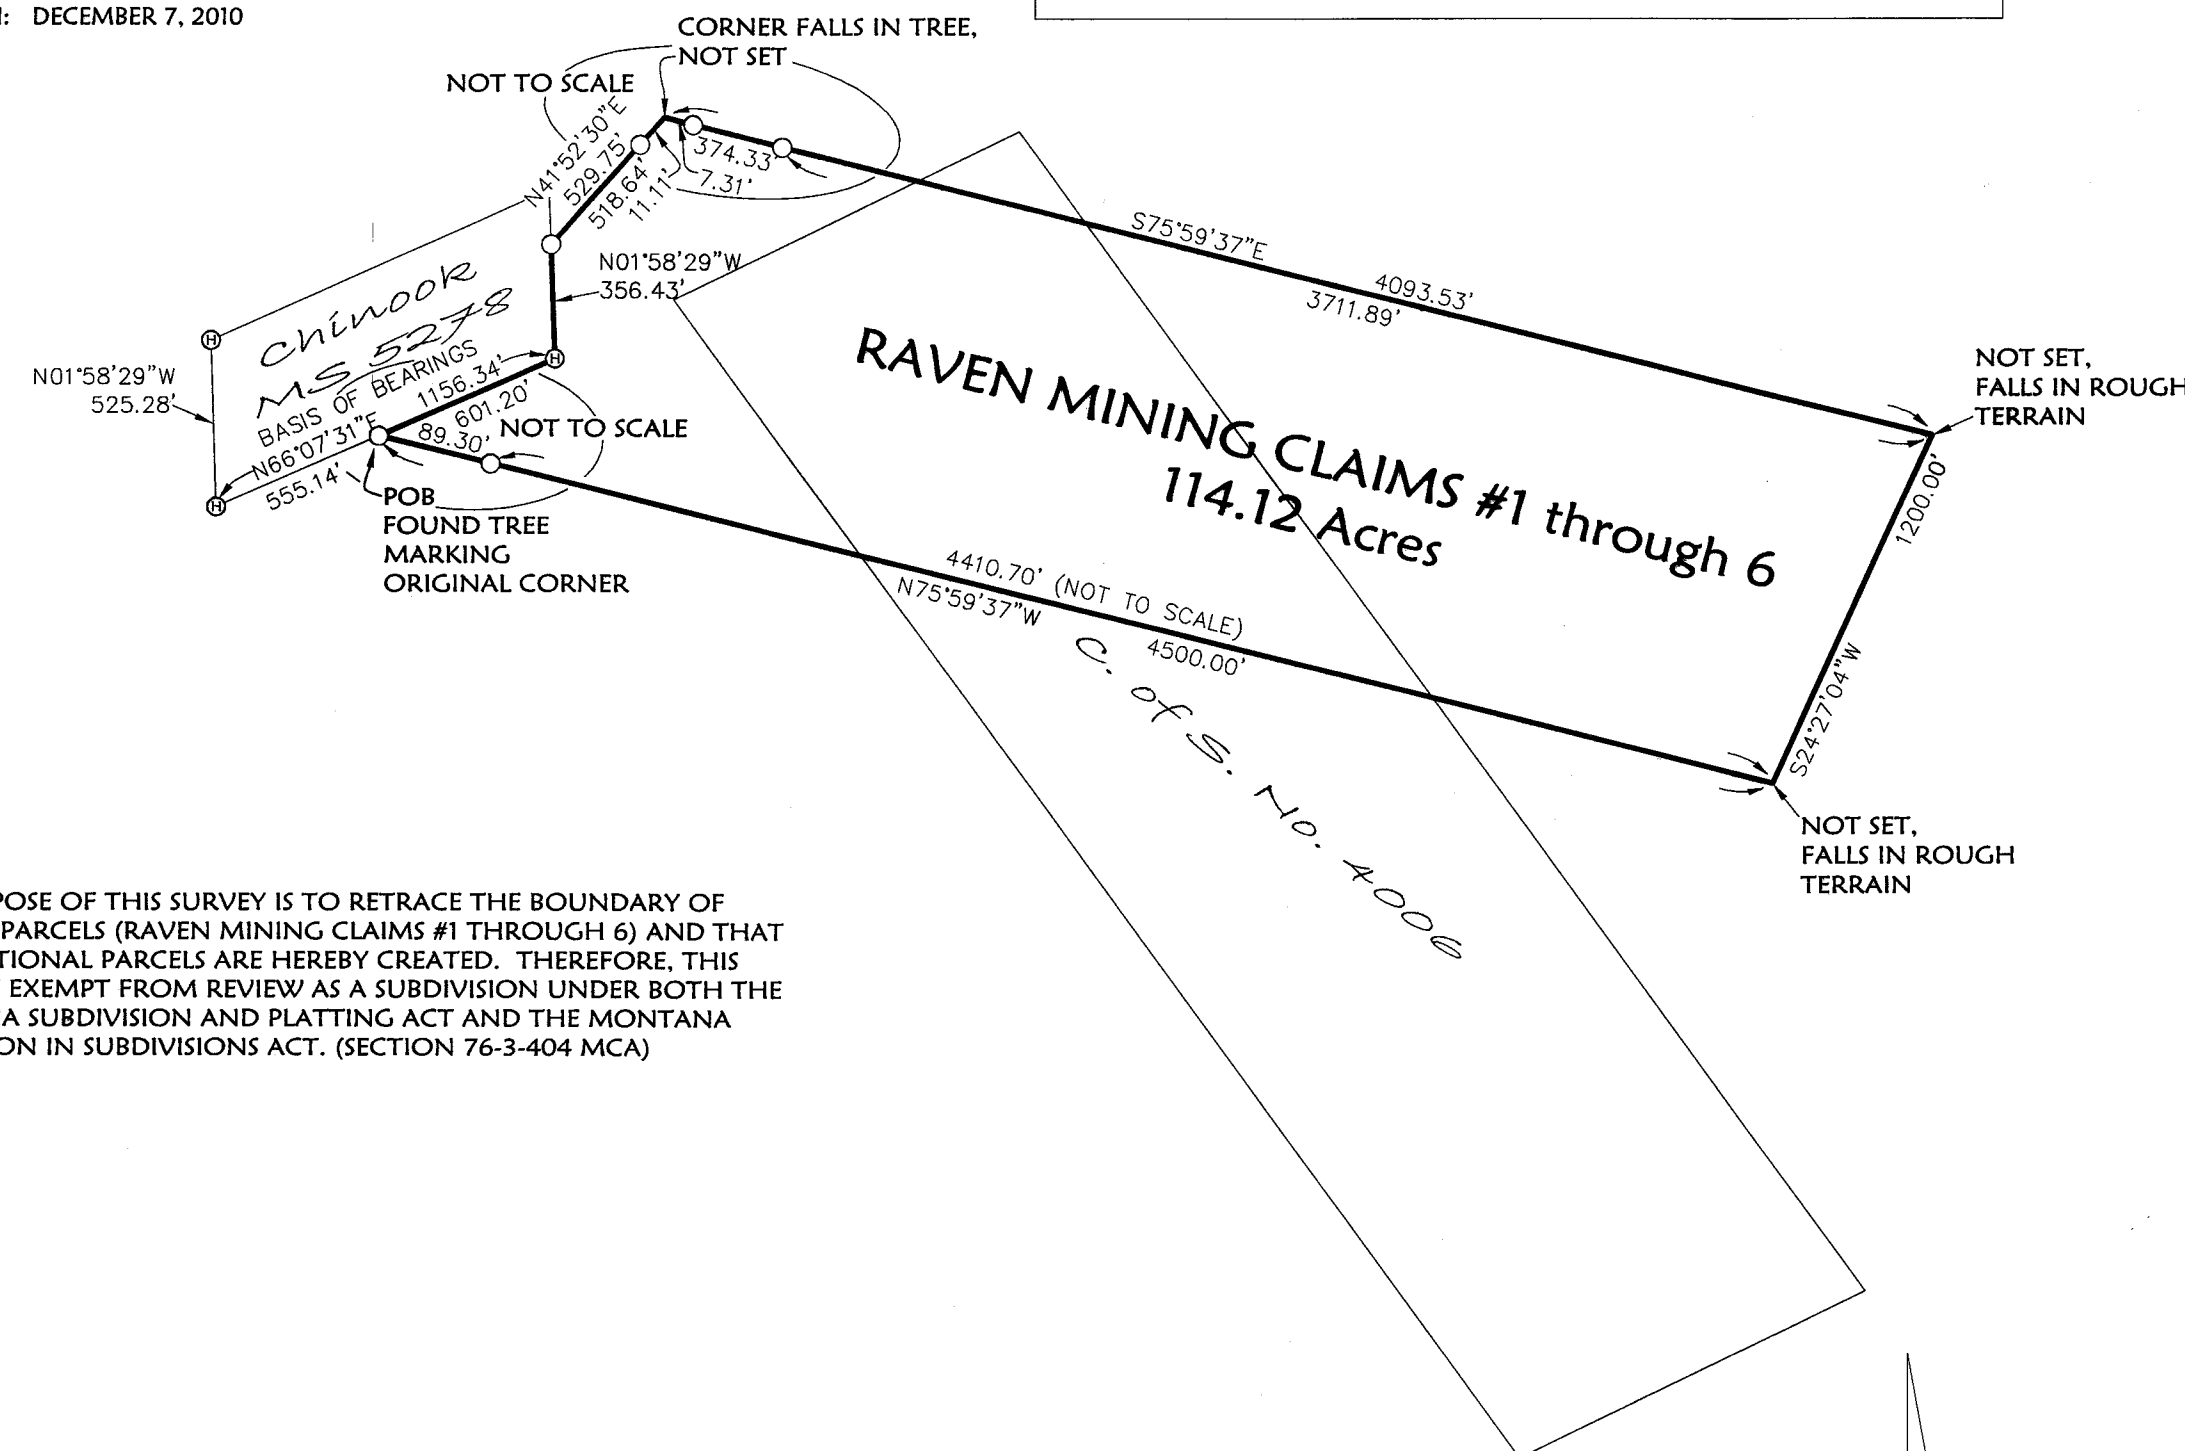 : DECEMBER 7, 2010
CORNER FALLS IN TREE,
NOT SET
NOT TO SCALE
N41°52'30"E
529.75'
518.64'
11.11'
374.33'
7.31'
S75°59'37"E
4093.53'
3711.89'
N01°58'29"W
356.43'
Chinook
MS 5278
BASIS OF BEARINGS
N66°07'31"E 1156.34'
601.20'
555.14'
N01°58'29"W
525.28'
H
H
H
89.30'
NOT TO SCALE
POB
FOUND TREE
MARKING
ORIGINAL CORNER
RAVEN MINING CLAIMS #1 through 6
114.12 Acres
NOT SET,
FALLS IN ROUGH
TERRAIN
1200.00'
S24°27'04"W
4410.70' (NOT TO SCALE)
N75°59'37"W
4500.00'
C. of S. No. 4006
NOT SET,
FALLS IN ROUGH
TERRAIN
POSE OF THIS SURVEY IS TO RETRACE THE BOUNDARY OF
PARCELS (RAVEN MINING CLAIMS #1 THROUGH 6) AND THAT
TIONAL PARCELS ARE HEREBY CREATED. THEREFORE, THIS
EXEMPT FROM REVIEW AS A SUBDIVISION UNDER BOTH THE
A SUBDIVISION AND PLATTING ACT AND THE MONTANA
ON IN SUBDIVISIONS ACT. (SECTION 76-3-404 MCA)